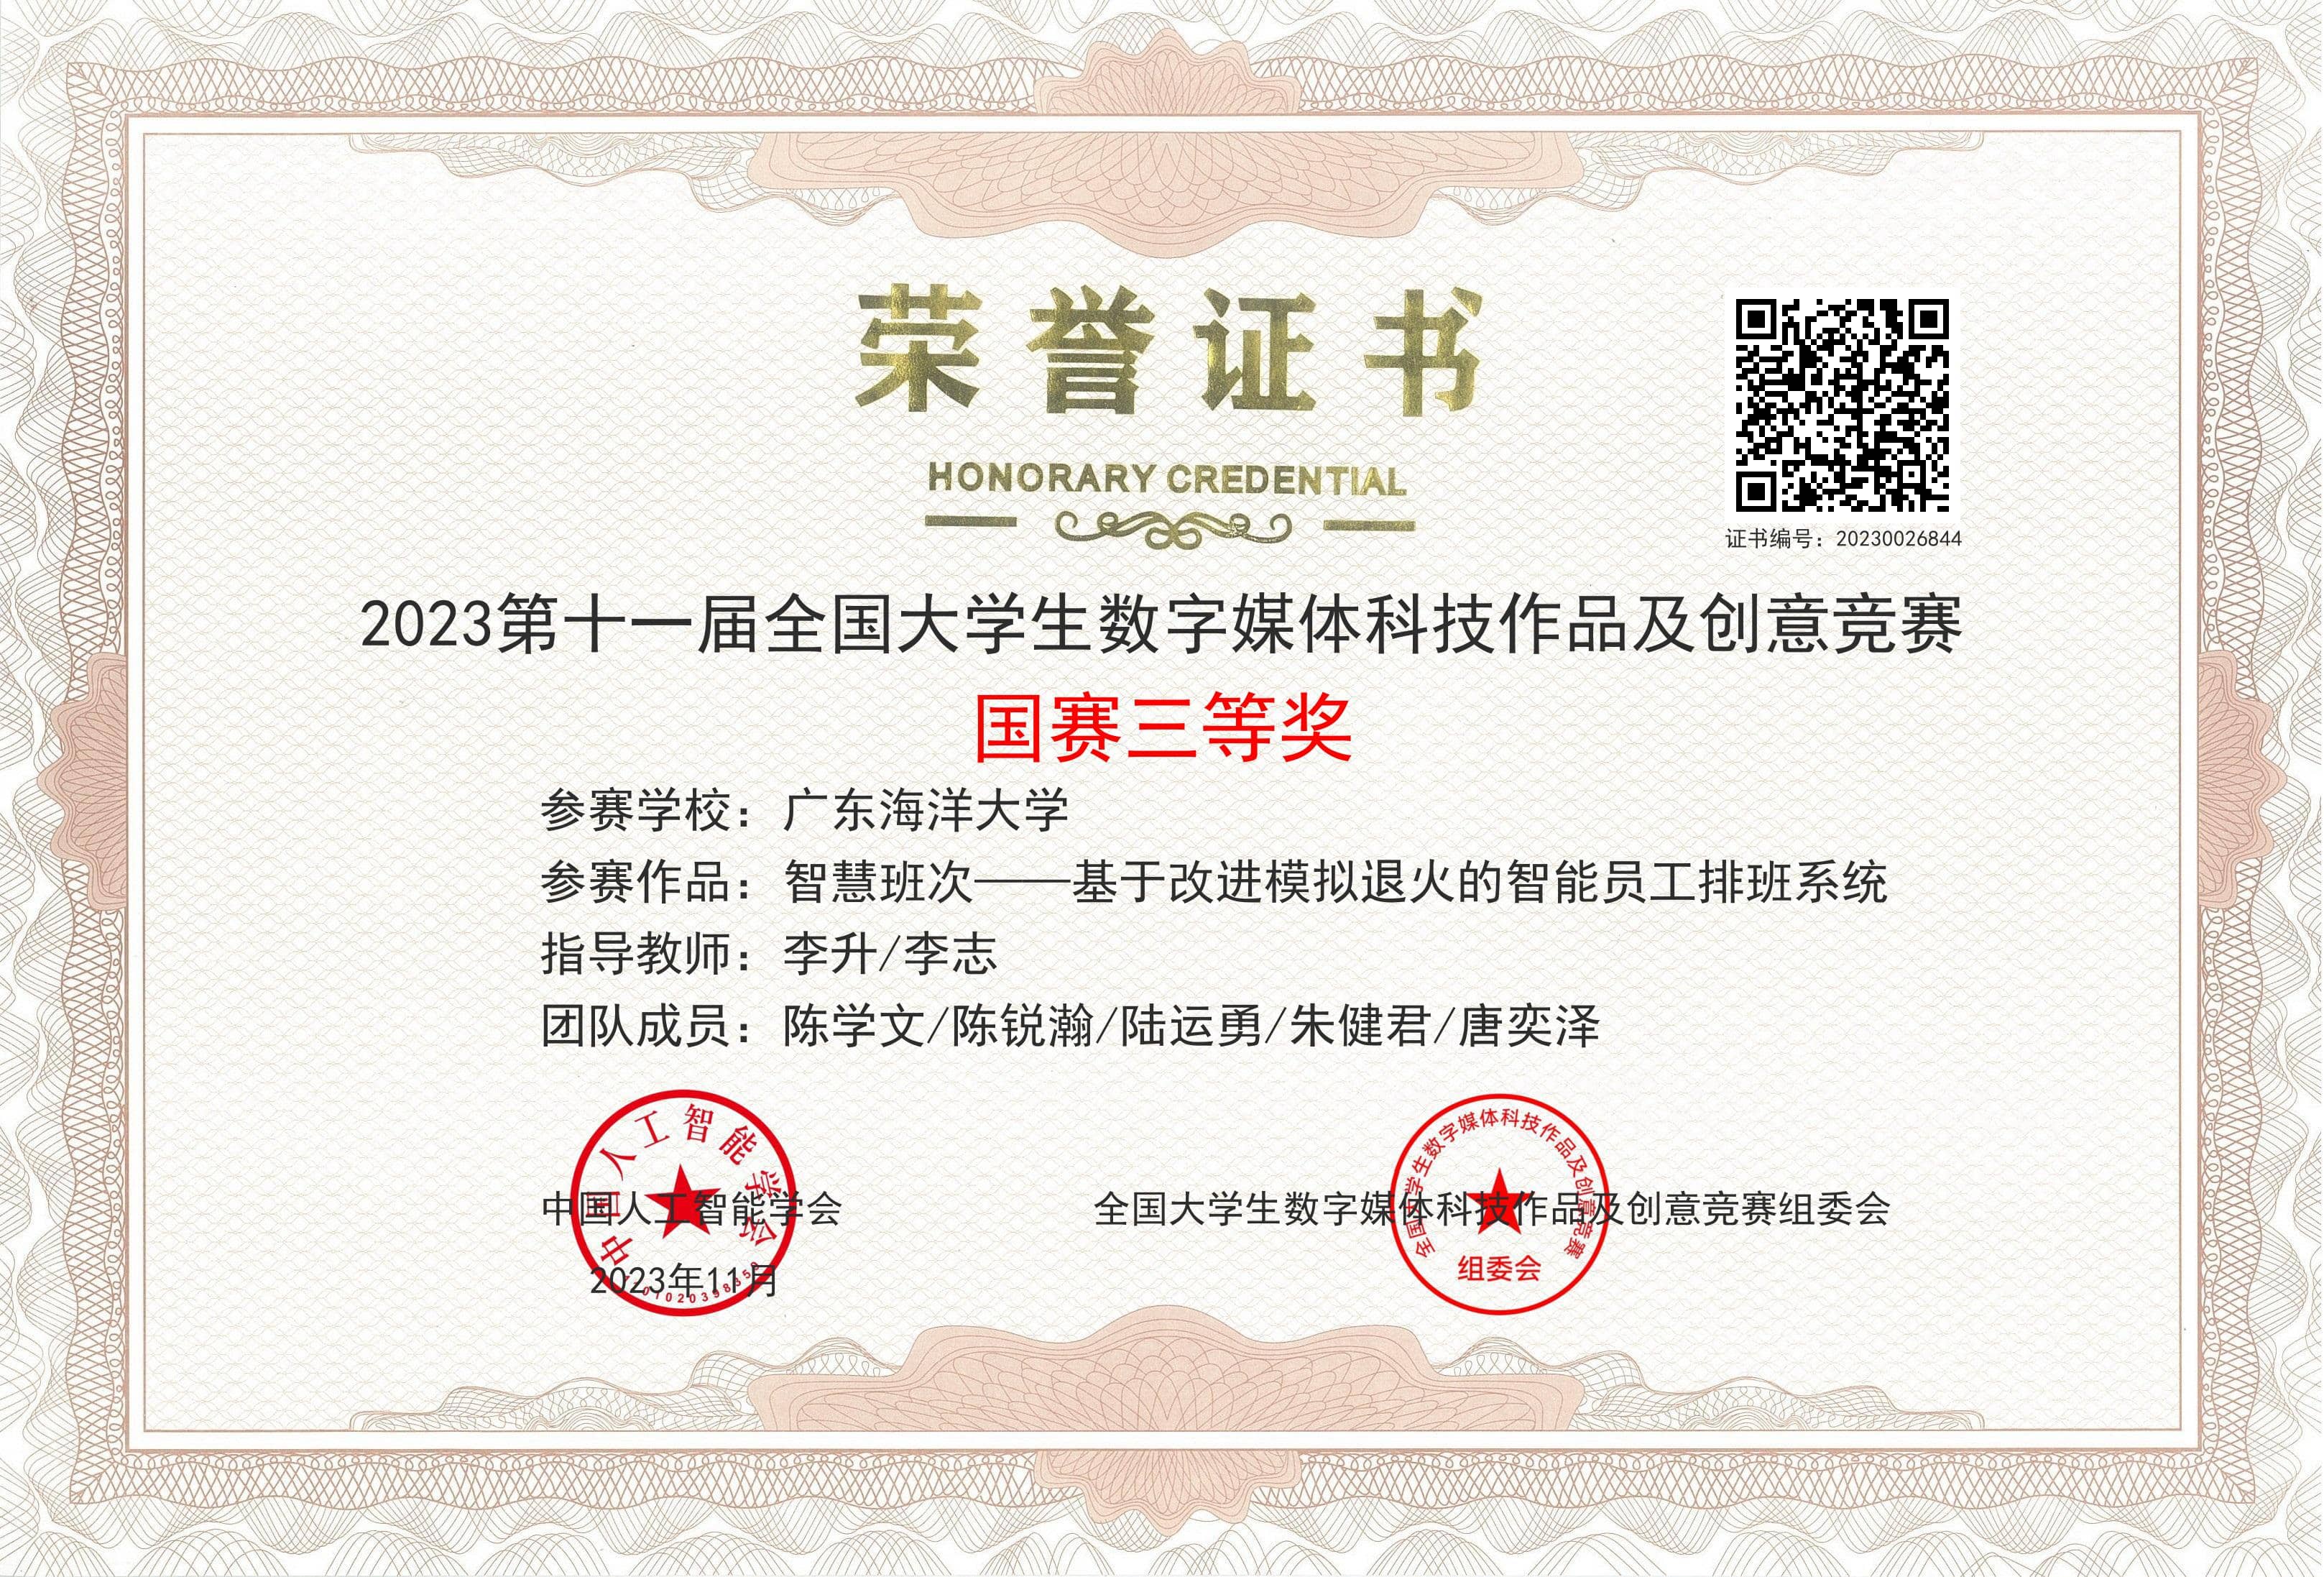 荣誉证书
HONORARY CREDENTIAL
证书编号：20230026844
2023第十一届全国大学生数字媒体科技作品及创意竞赛
国赛三等奖
参赛学校：广东海洋大学
参赛作品：智慧班次——基于改进模拟退火的智能员工排班系统
指导教师：李升/李志
团队成员：陈学文/陈锐瀚/陆运勇/朱健君/唐奕泽
中国人工智能学会
中国人工智能学会
2023年11月
全国大学生数字媒体科技作品及创意竞赛
全国大学生数字媒体科技作品及创意竞赛组委会
组委会